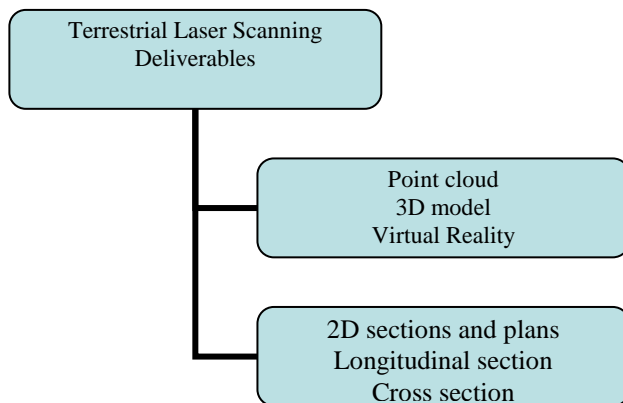 Terrestrial Laser Scanning
Deliverables
Point cloud
3D model
Virtual Reality
2D sections and plans
Longitudinal section
Cross section